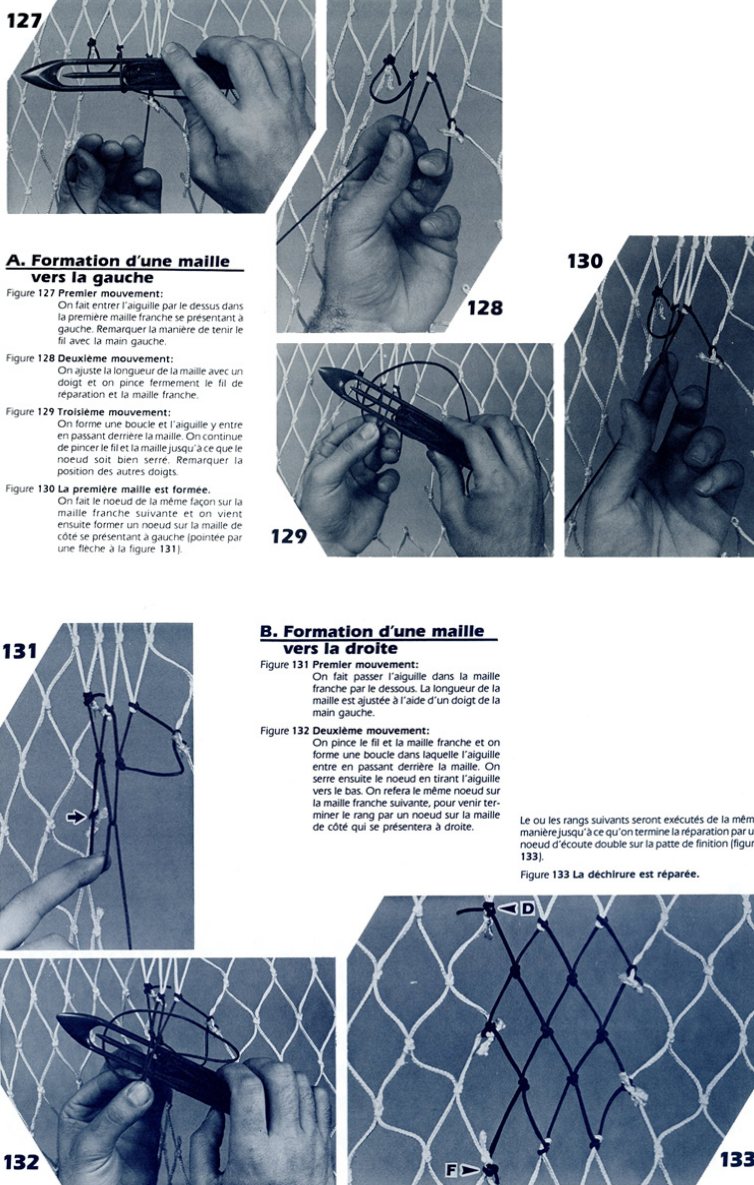 127
128
A. Formation d'une maille
vers la gauche
Figure 127 Premier mouvement:
On fait entrer l'aiguille par le dessus dans
la première maille franche se présentant à
gauche. Remarquer la manière de tenir le
fil avec la main gauche.
Figure 128 Deuxième mouvement:
On ajuste la longueur de la maille avec un
doigt et on pince fermement le fil de
réparation et la maille franche.
Figure 129 Troisième mouvement:
On forme une boucle et l'aiguille y entre
en passant derrière la maille. On continue
de pincer le fil et la maille jusqu'à ce que le
noeud soit bien serré. Remarquer la
position des autres doigts.
Figure 130 La première maille est formée.
On fait le noeud de la même façon sur la
maille franche suivante et on vient
ensuite former un noeud sur la maille de
côté se présentant à gauche (pointée par
une flèche à la figure 131).
130
129
131
B. Formation d'une maille
vers la droite
Figure 131 Premier mouvement:
On fait passer l'aiguille dans la maille
franche par le dessous. La longueur de la
maille est ajustée à l'aide d'un doigt de la
main gauche.
Figure 132 Deuxième mouvement:
On pince le fil et la maille franche et on
forme une boucle dans laquelle l'aiguille
entre en passant derrière la maille. On
serre ensuite le noeud en tirant l'aiguille
vers le bas. On refera le même noeud sur
la maille franche suivante, pour venir ter-
miner le rang par un noeud sur la maille
de côté qui se présentera à droite.
Le ou les rangs suivants seront exécutés de la mêm
manière jusqu'à ce qu'on termine la réparation par u
noeud d'écoute double sur la patte de finition (figur
133).
Figure 133 La déchirure est réparée.
D
F
132
133